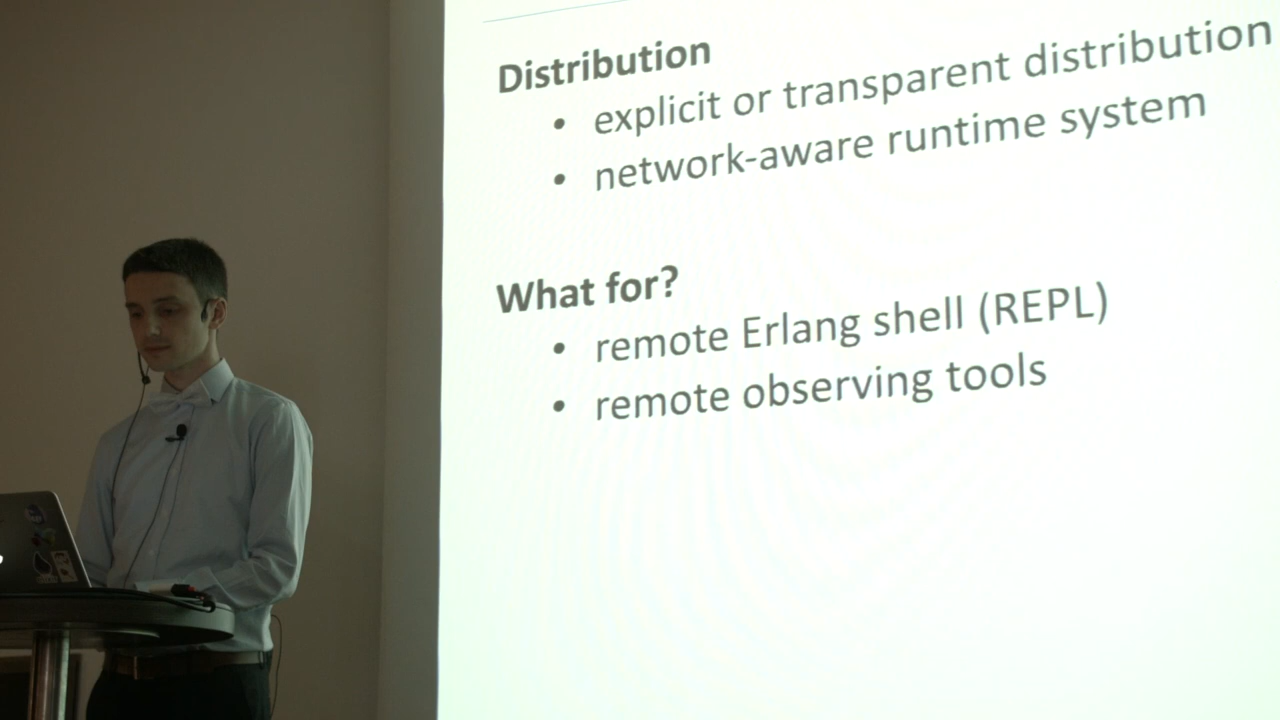 Distribution
• explicit or transparent distribution
• network-aware runtime system
What for?
• remote Erlang shell (REPL)
• remote observing tools